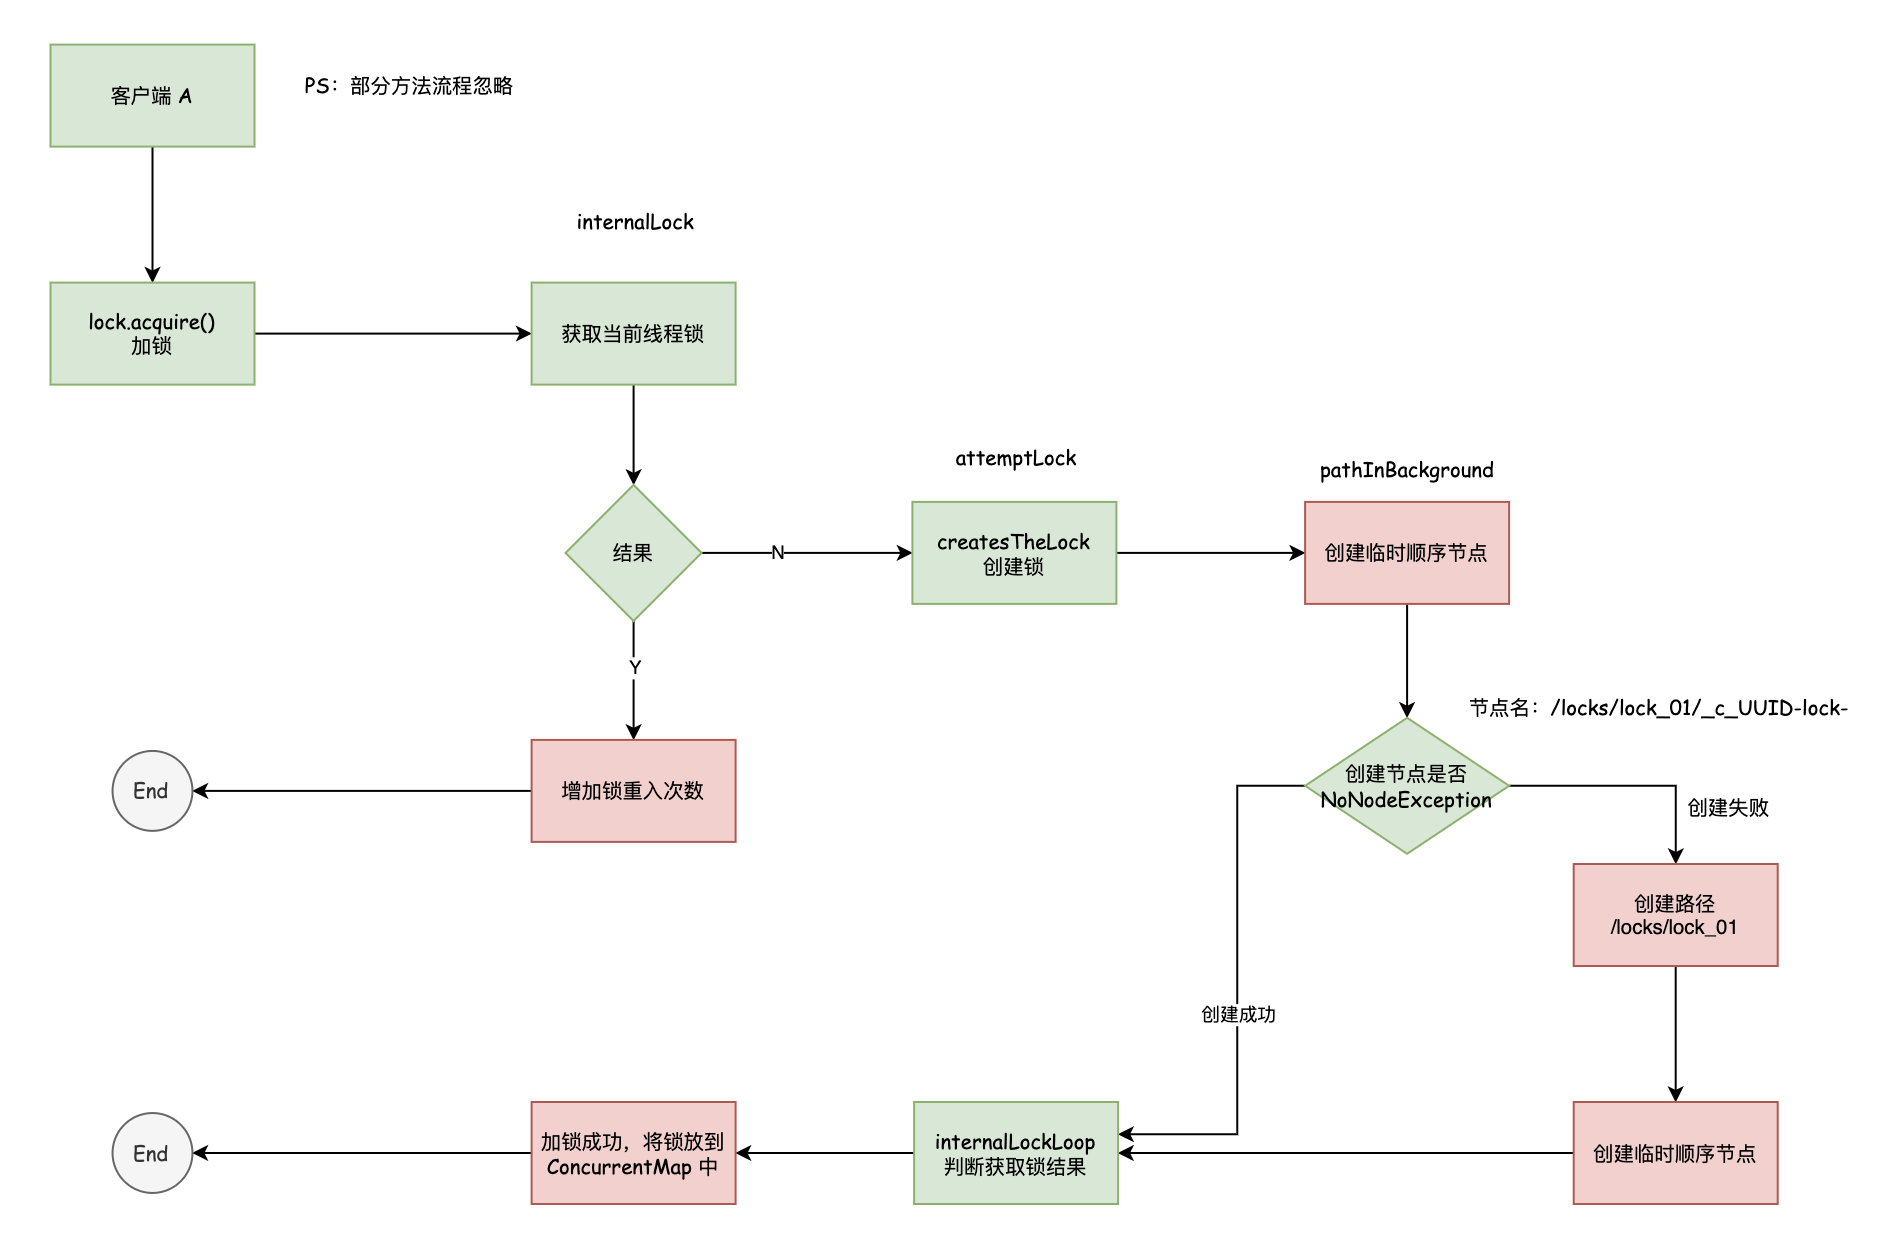 客户端 A
PS：部分方法流程忽略
internalLock
lock.acquire()
加锁
获取当前线程锁
attemptLock
pathInBackground
结果
N
createsTheLock
创建锁
创建临时顺序节点
Y
节点名：/locks/lock_01/_c_UUID-lock-
End
增加锁重入次数
创建节点是否
NoNodeException
创建失败
创建路径
/locks/lock_01
创建成功
End
加锁成功，将锁放到
ConcurrentMap 中
internalLockLoop
判断获取锁结果
创建临时顺序节点